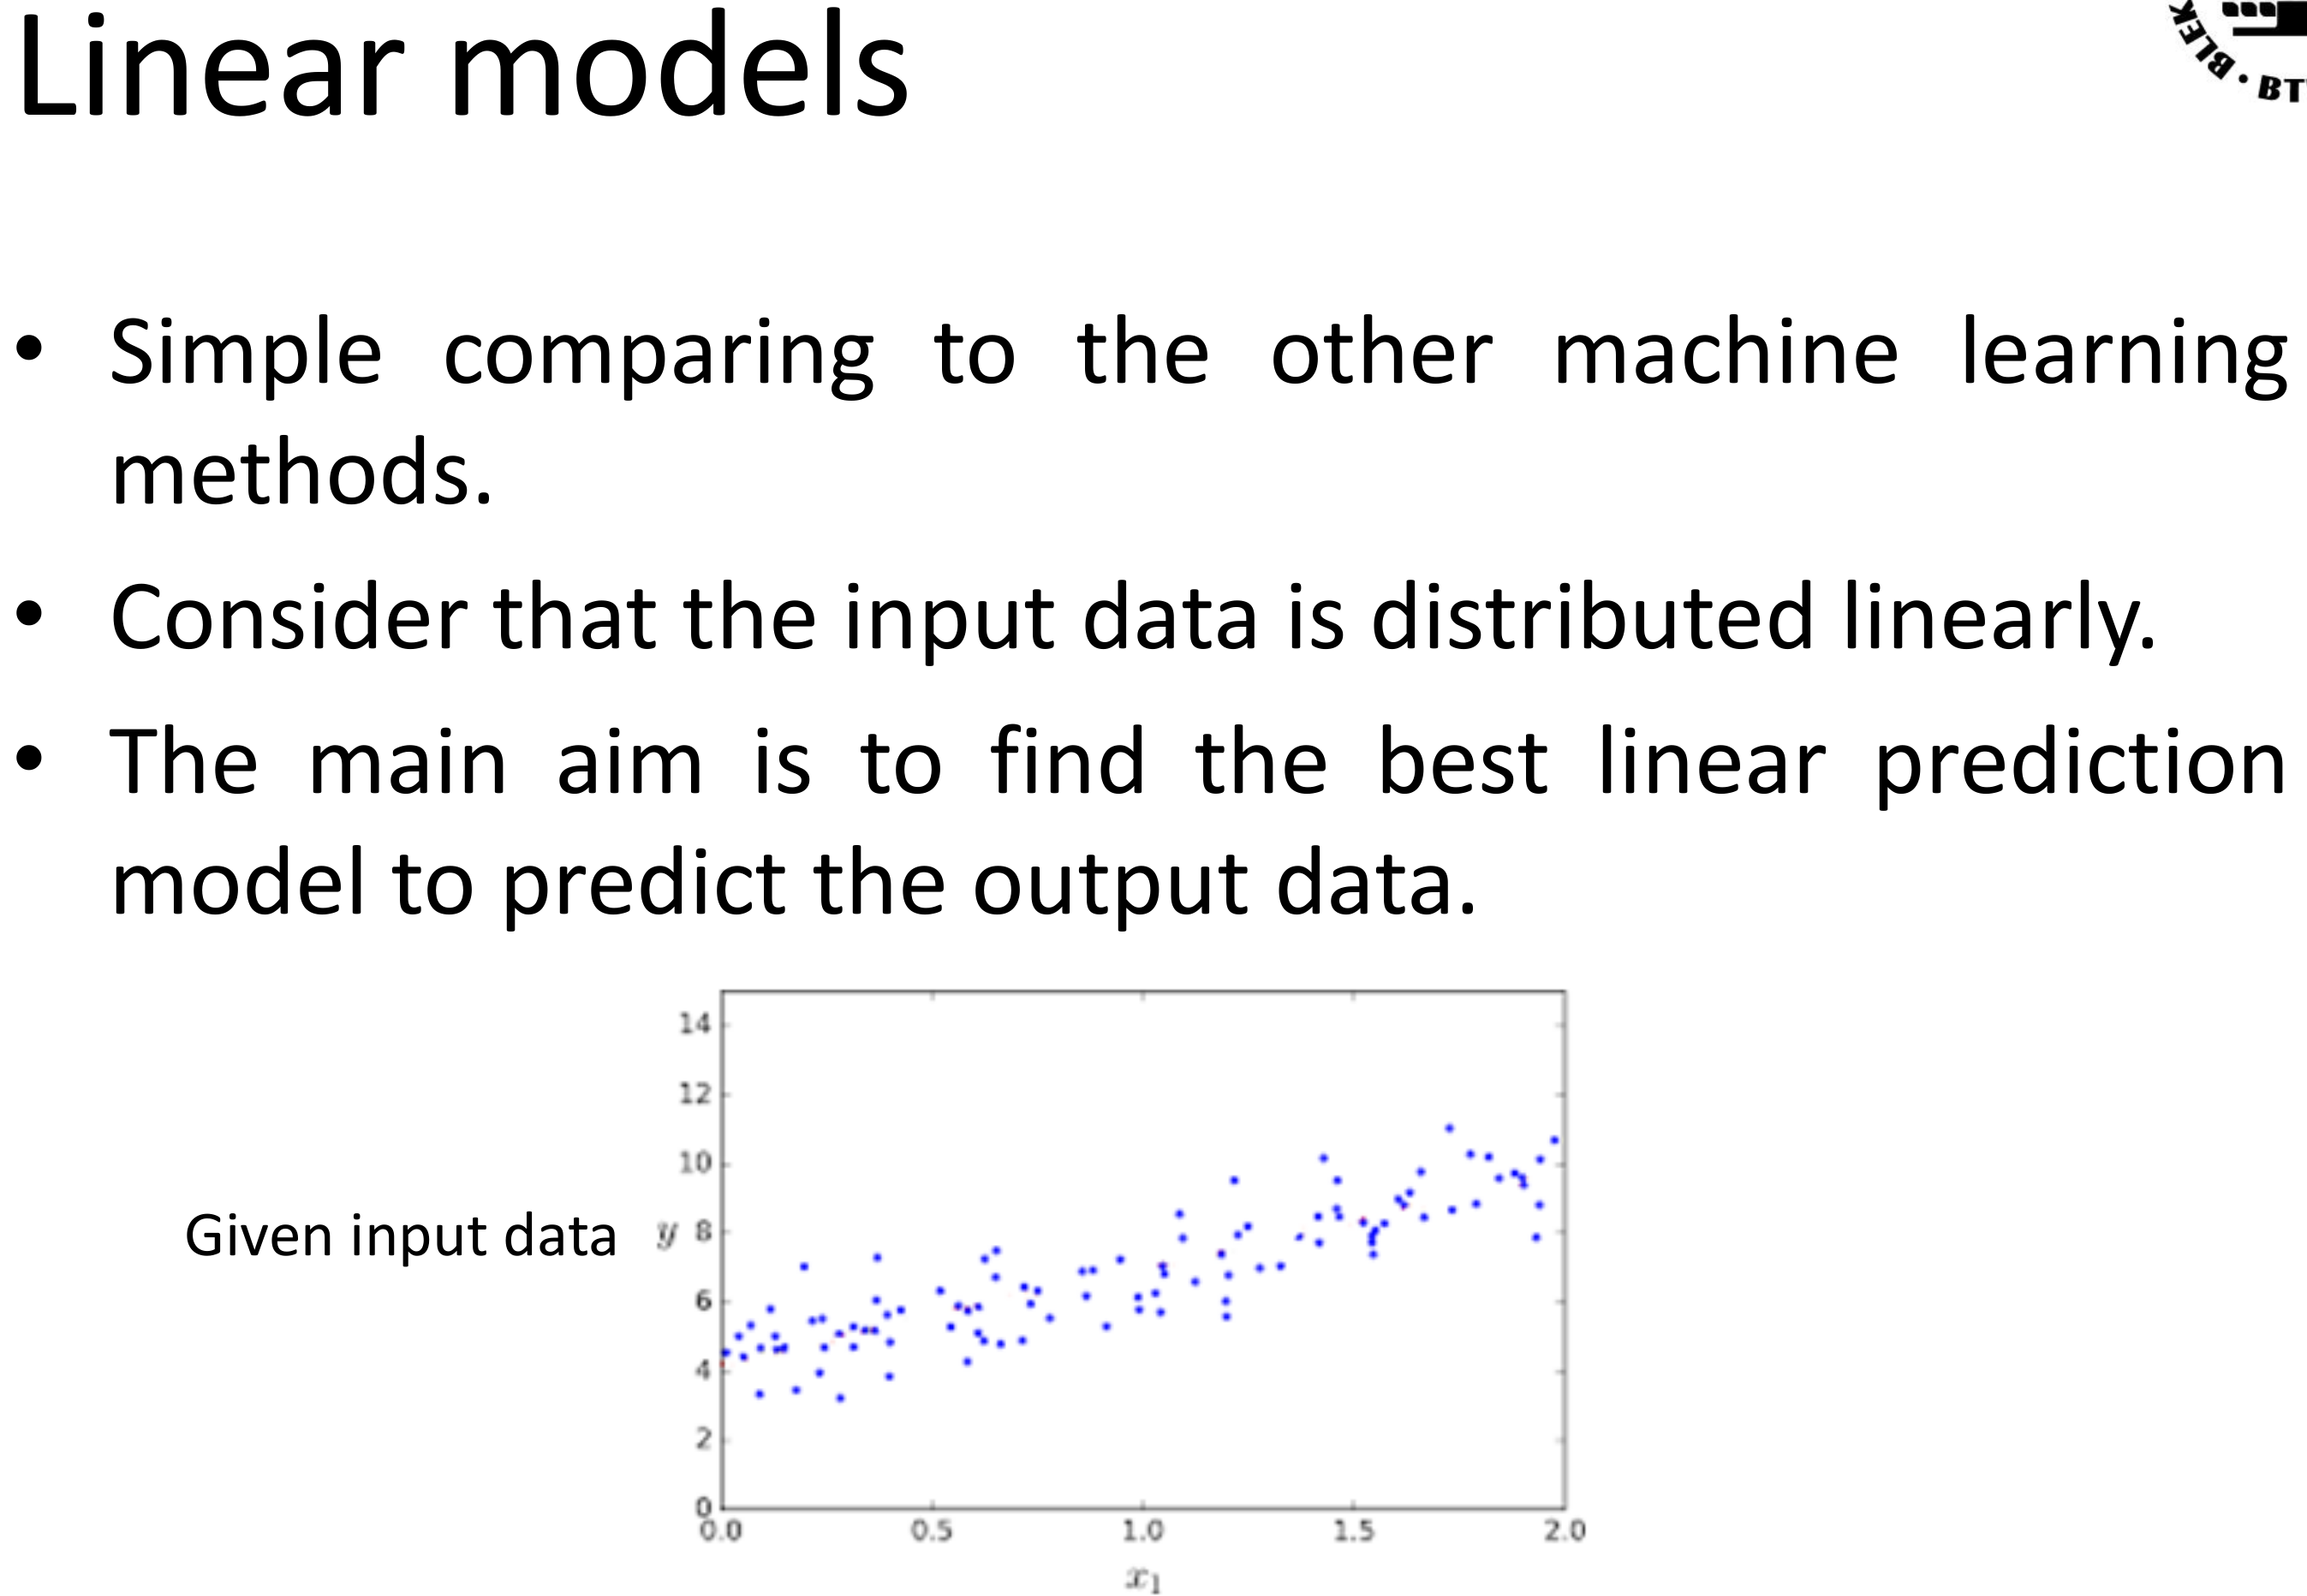 Linear models
BLEK
• BT
• Simple comparing to the other machine learning
methods.
• Consider that the input data is distributed linearly.
• The main aim is to find the best linear prediction
model to predict the output data.
14
12
10
Given input data
y
8
6
4
2
0
0.0 0.5 1.0 1.5 2.0
x₁